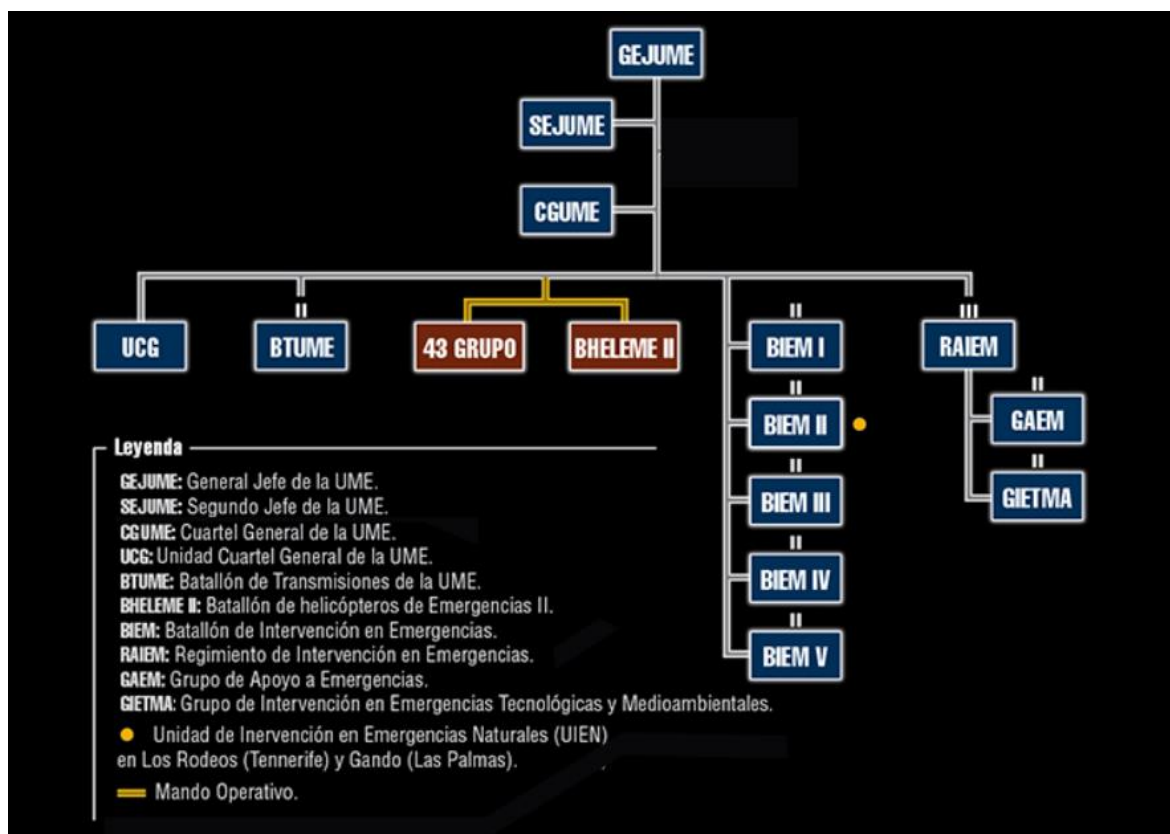 GEJUME
SEJUME
CGUME
II
II
III
UCG
BTUME
43 GRUPO
BHELEME II
BIEM I
RAIEM
II
II
BIEM II
GAEM
II
II
BIEM III
GIETMA
II
BIEM IV
II
BIEM V
Leyenda
GEJUME: General Jefe de la UME.
SEJUME: Segundo Jefe de la UME.
CGUME: Cuartel General de la UME.
UCG: Unidad Cuartel General de la UME.
BTUME: Batallón de Transmisiones de la UME.
BHELEME II: Batallón de helicópteros de Emergencias II.
BIEM: Batallón de Intervención en Emergencias.
RAIEM: Regimiento de Intervención en Emergencias.
GAEM: Grupo de Apoyo a Emergencias.
GIETMA: Grupo de Intervención en Emergencias Tecnológicas y Medioambientales.
Unidad de Inervención en Emergencias Naturales (UIEN)
en Los Rodeos (Tennerife) y Gando (Las Palmas).
Mando Operativo.